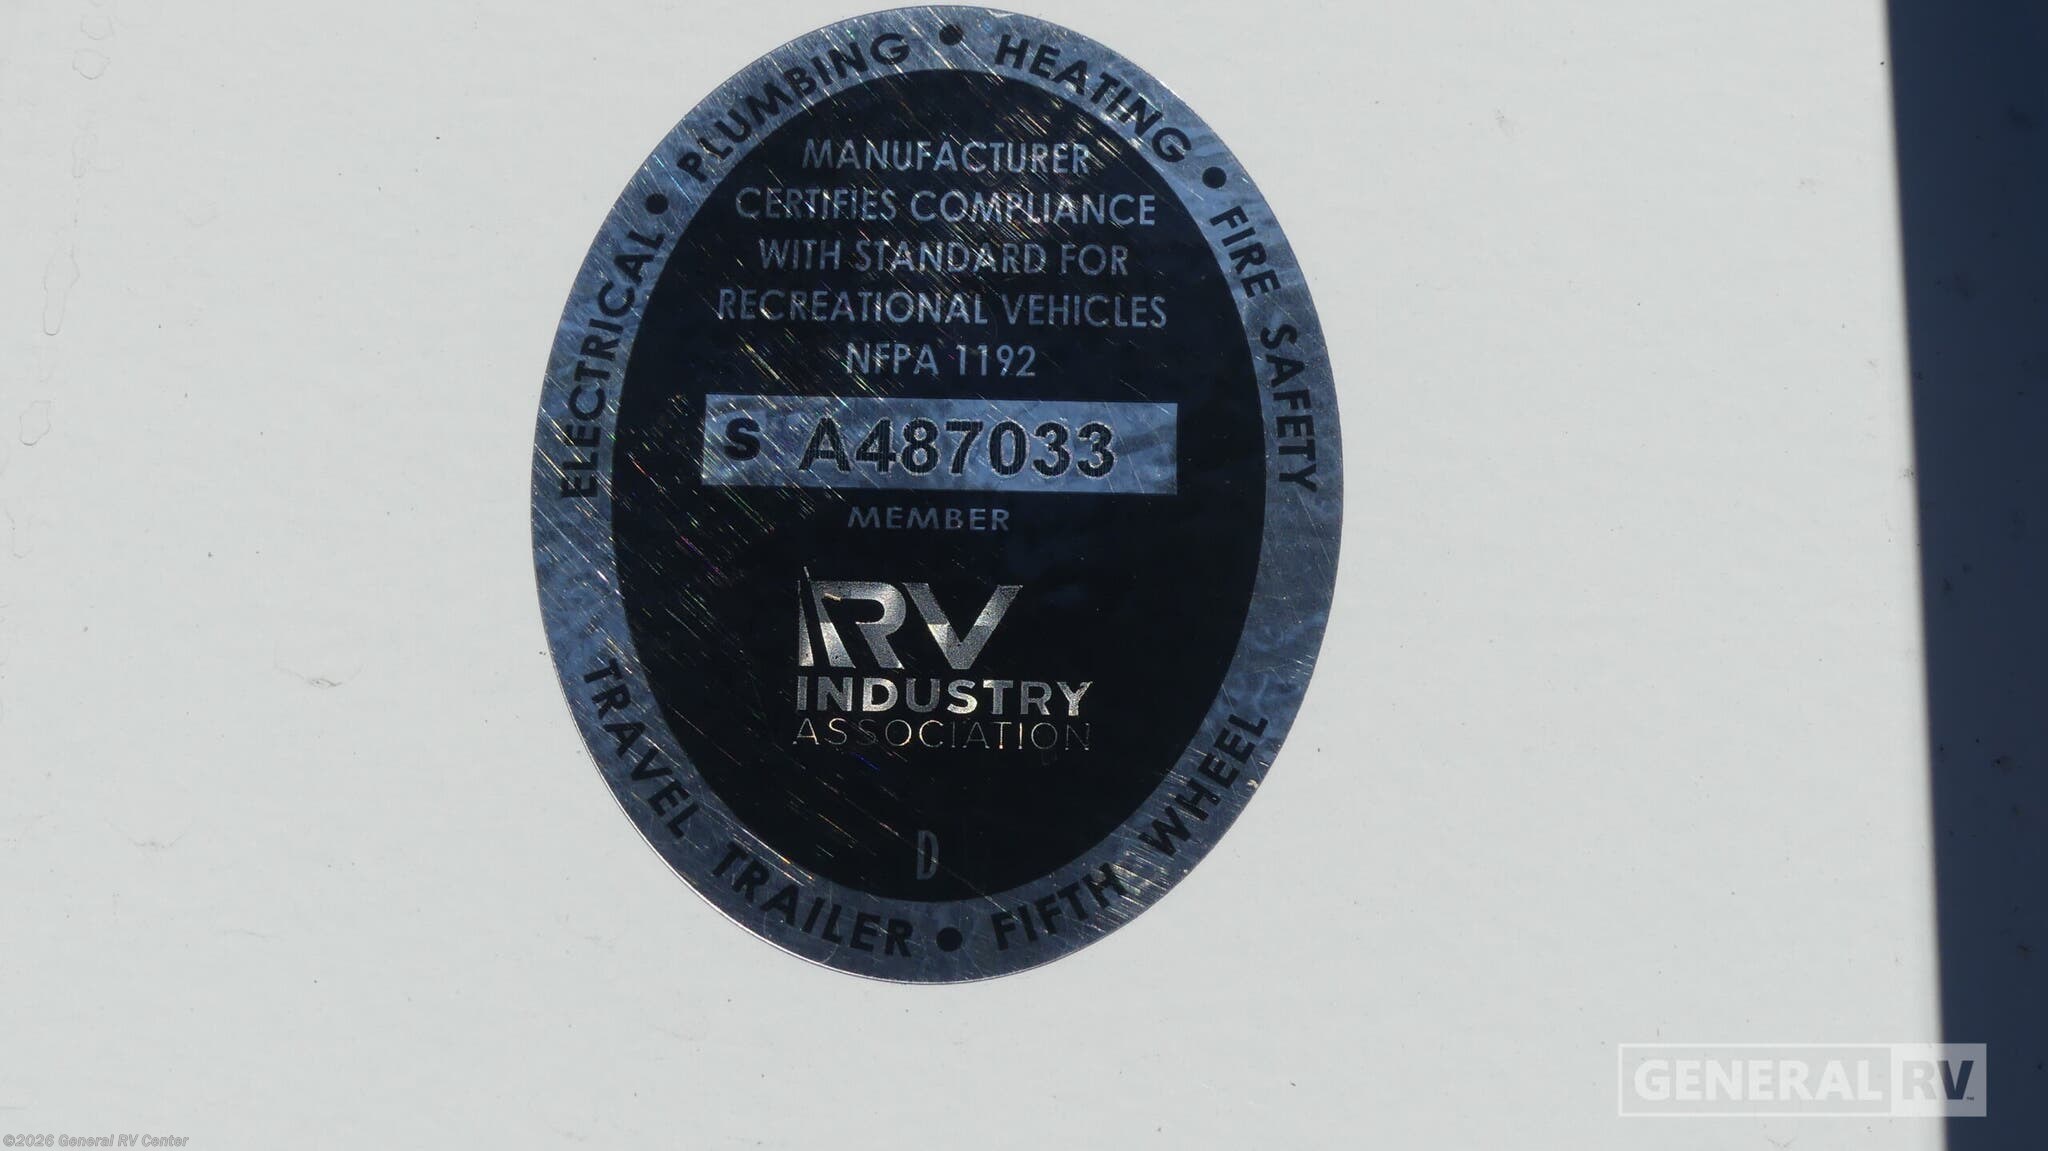 ELECTRICAL • PLUMBING • HEATING • FIRE SAFETY
MANUFACTURER
CERTIFIES COMPLIANCE
WITH STANDARD FOR
RECREATIONAL VEHICLES
NFPA 1192
S A487033
MEMBER
RV
INDUSTRY
ASSOCIATION
D
TRAVEL TRAILER • FIFTH WHEEL
GENERAL RV
©2026 General RV Center